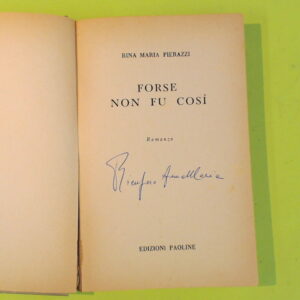 RINA MARIA PIERAZZI
FORSE
NON FU COSÌ
Romanzo
EDIZIONI PAOLINE